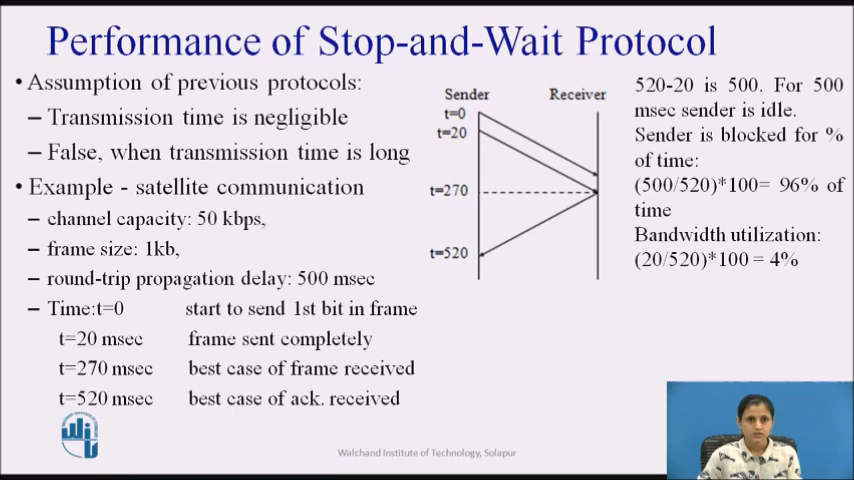 Performance of Stop-and-Wait Protocol
• Assumption of previous protocols:
– Transmission time is negligible
– False, when transmission time is long
• Example - satellite communication
– channel capacity: 50 kbps,
– frame size: 1kb,
– round-trip propagation delay: 500 msec
– Time:t=0 start to send 1st bit in frame
t=20 msec frame sent completely
t=270 msec best case of frame received
t=520 msec best case of ack. received
Sender Receiver
t=0
t=20
t=270
t=520
520-20 is 500. For 500
msec sender is idle.
Sender is blocked for %
of time:
(500/520)*100= 96% of
time
Bandwidth utilization:
(20/520)*100 = 4%
Walchand Institute of Technology, Solapur